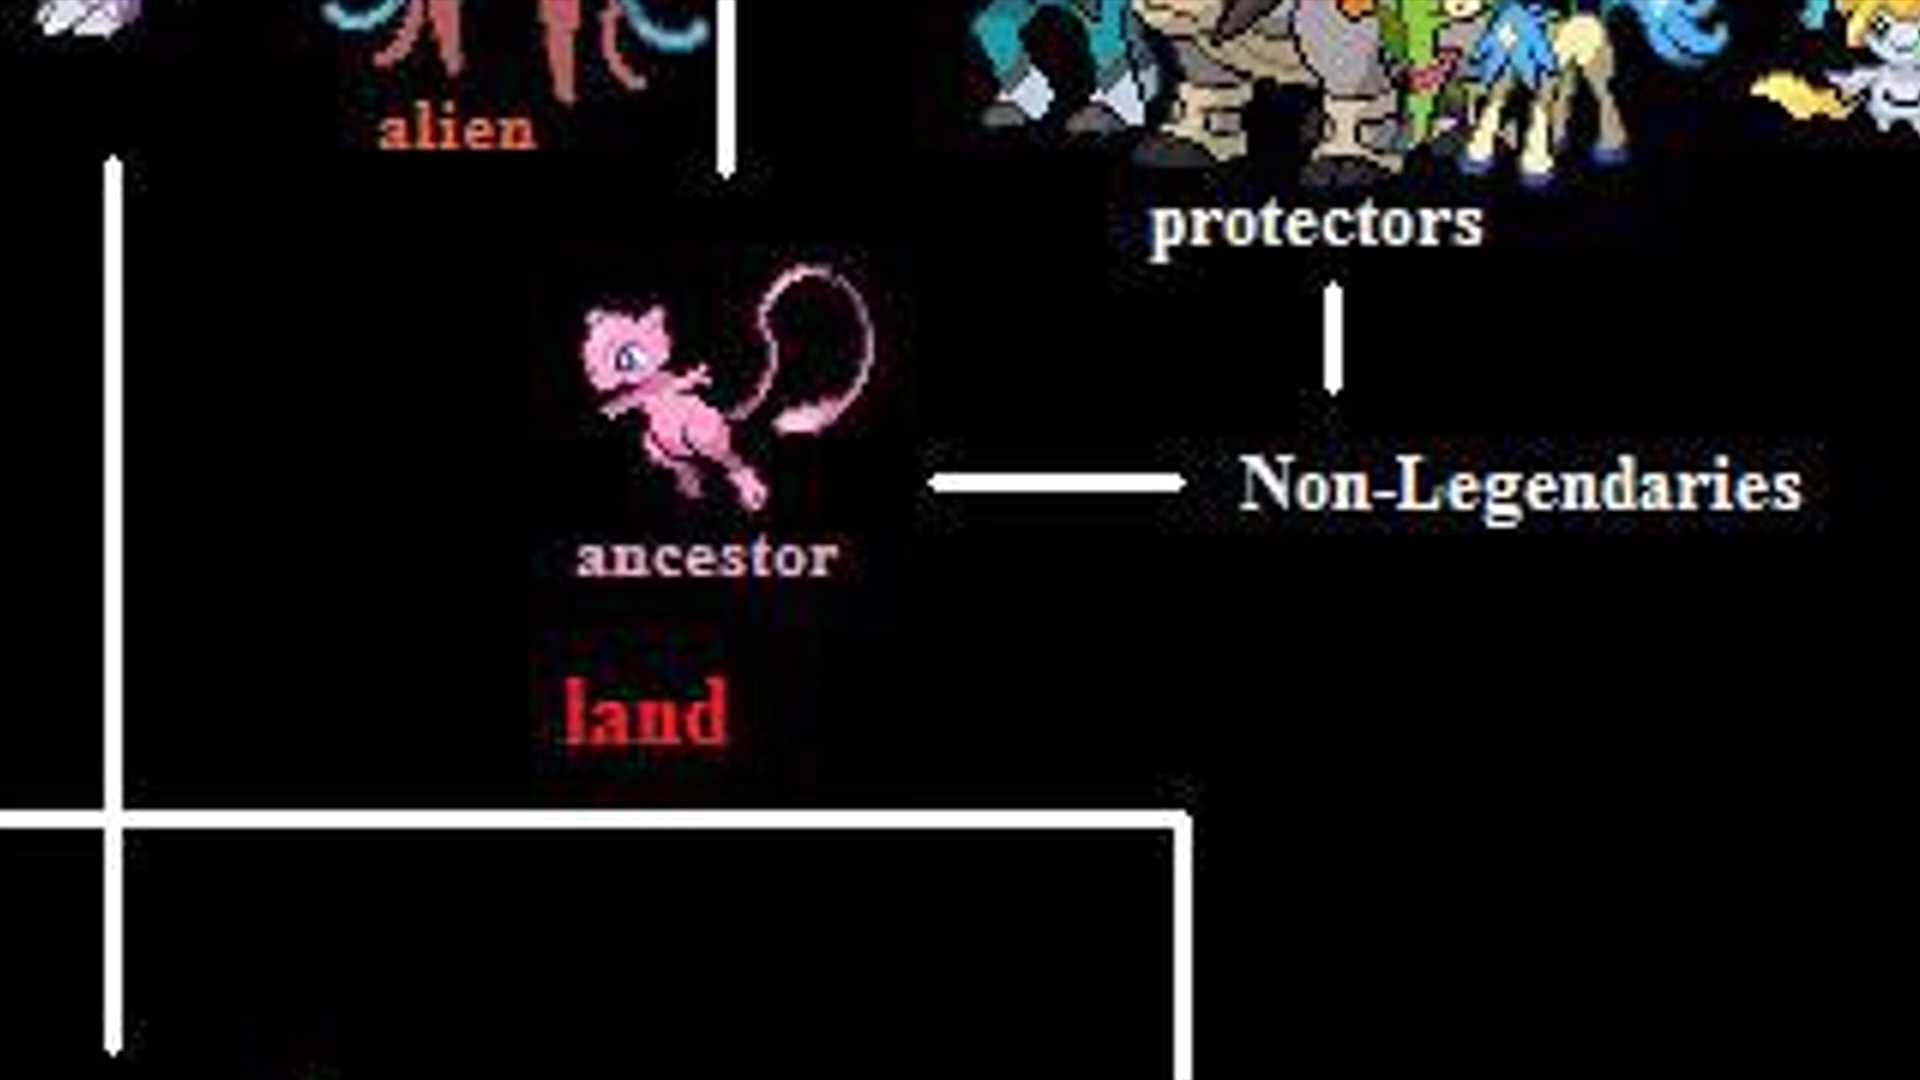 alien
protectors
Non-Legendaries
ancestor
land